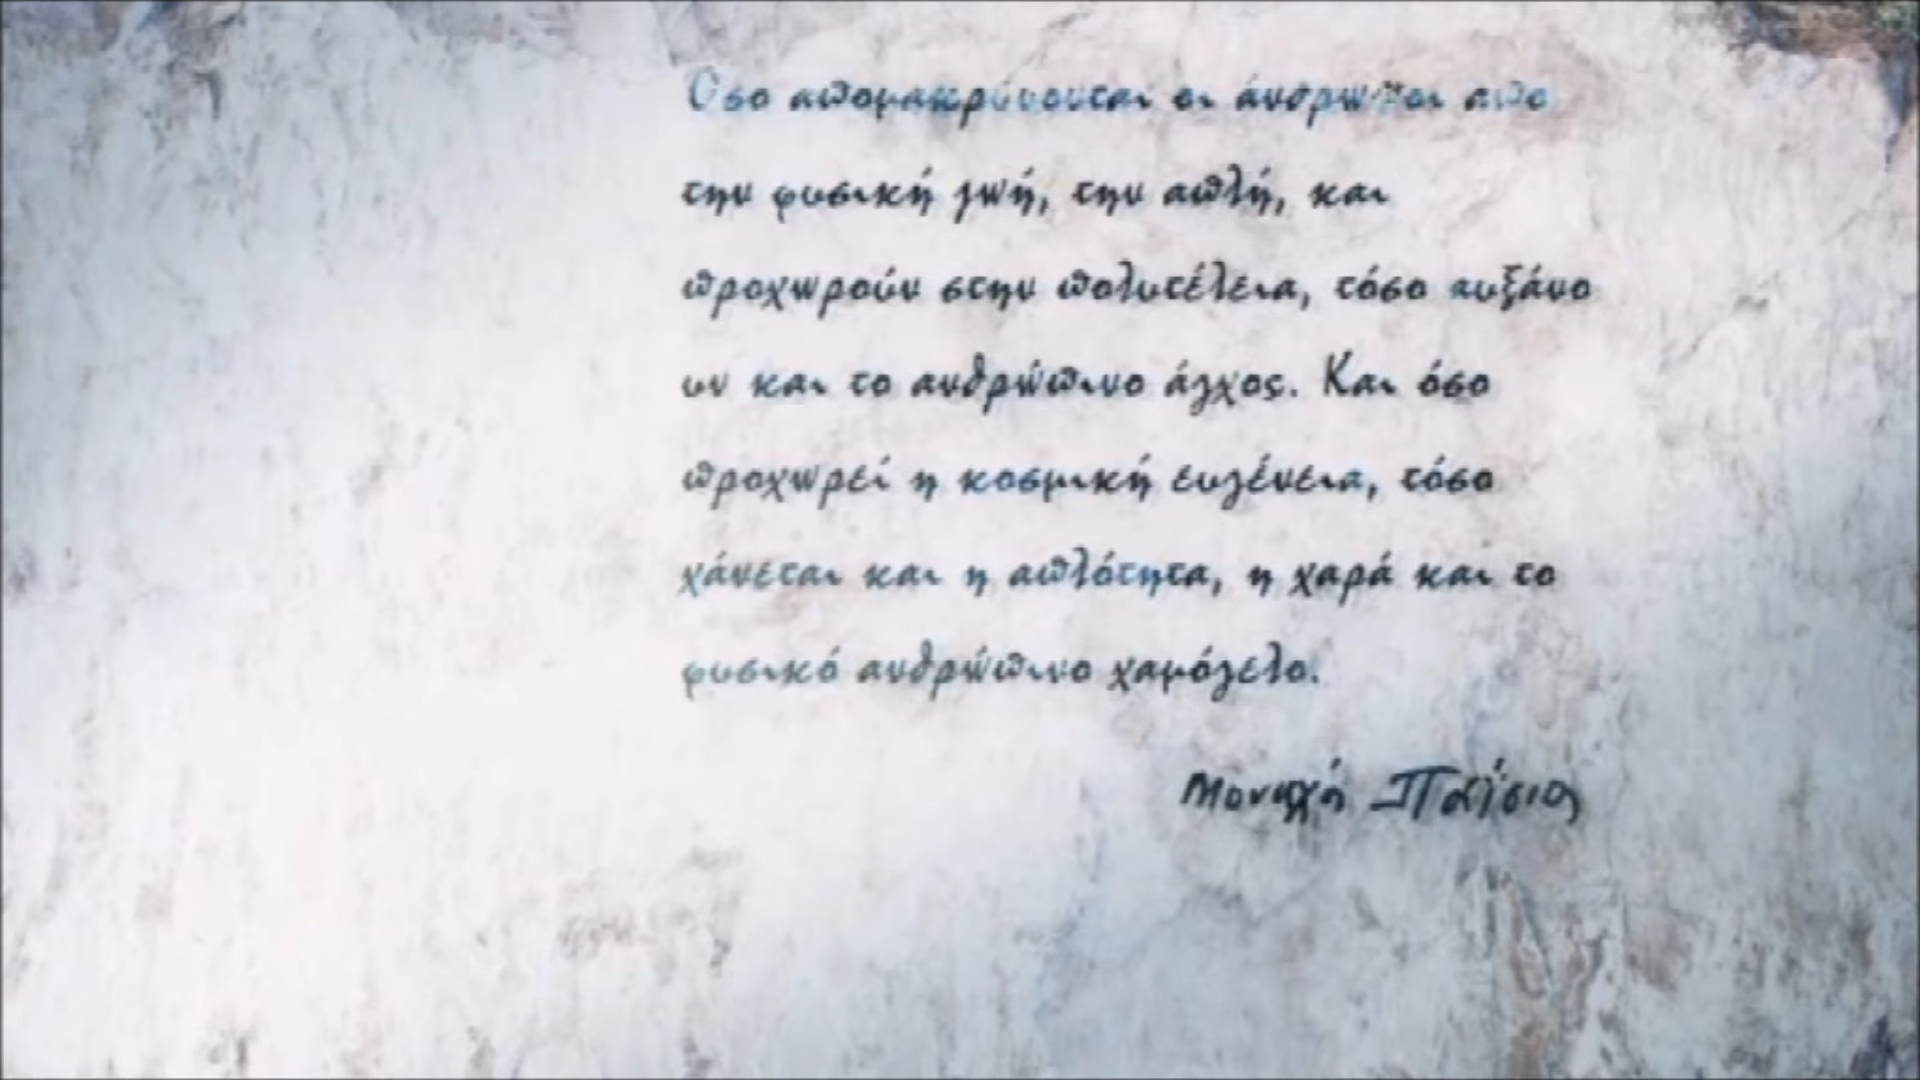 Όσο απομακρύνονται οι άνθρωποι απο
την φυσική ζωή, την απλή, και
προχωρούν στην πολυτέλεια, τόσο αυξάνο
υν και το ανθρώπινο άγχος. Και όσο
προχωρεί η κοσμική ευγένεια, τόσο
χάνεται και η απλότητα, η χαρά και το
φυσικό ανθρώπινο χαμόγελο.
Μοναχός Παΐσιος